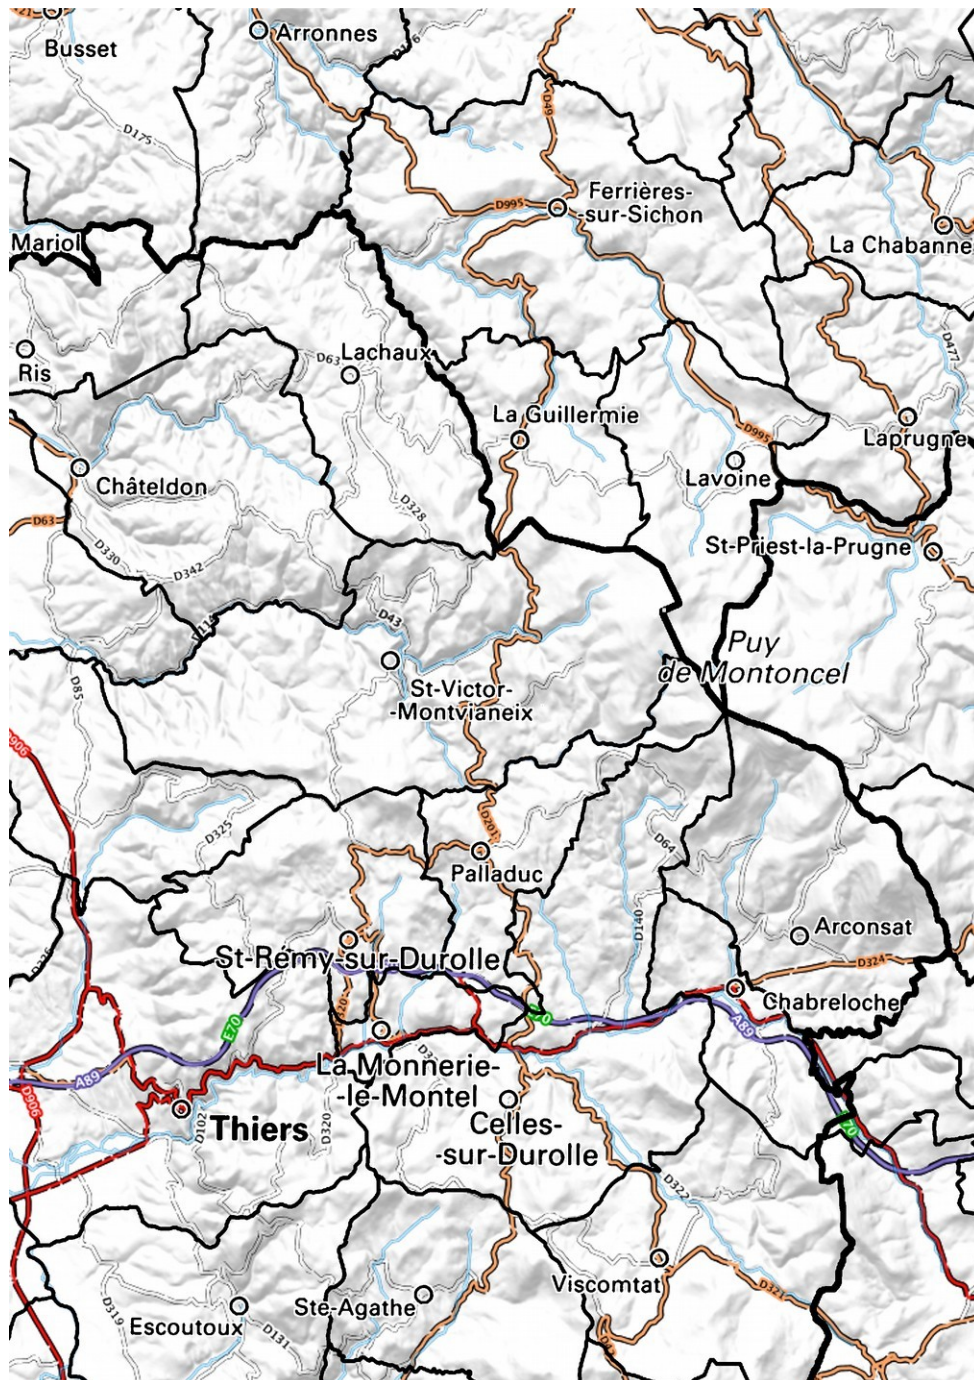 Busset
Arronnes
D175
D49
Ferrières-
-sur-Sichon
D995
Mariol
La Chabanne
D477
Ris
D63
Lachaux
La Guillermie
D995
Laprugne
Lavoine
Châteldon
D63
D328
D330
D342
St-Priest-la-Prugne
D43
Puy
de Montoncel
St-Victor-
-Montvianeix
D85
D906
D325
D201
D64
Palladuc
D140
Arconsat
St-Rémy-sur-Durolle
D324
Chabreloche
E70
A89
A89
La Monnerie-
-le-Montel
D906
Thiers
D102
D320
Celles-
-sur-Durolle
D322
Viscomtat
D321
Ste-Agathe
D319
Escoutoux
D131